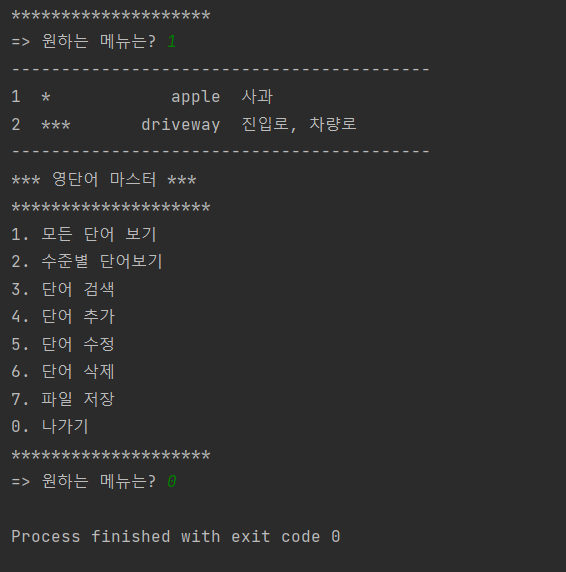 ********************
=> 원하는 메뉴는? 1
------------------------------------------
1  *            apple  사과
2  ***       driveway  진입로, 차량로
------------------------------------------
*** 영단어 마스터 ***
********************
1. 모든 단어 보기
2. 수준별 단어보기
3. 단어 검색
4. 단어 추가
5. 단어 수정
6. 단어 삭제
7. 파일 저장
0. 나가기
********************
=> 원하는 메뉴는? 0
Process finished with exit code 0